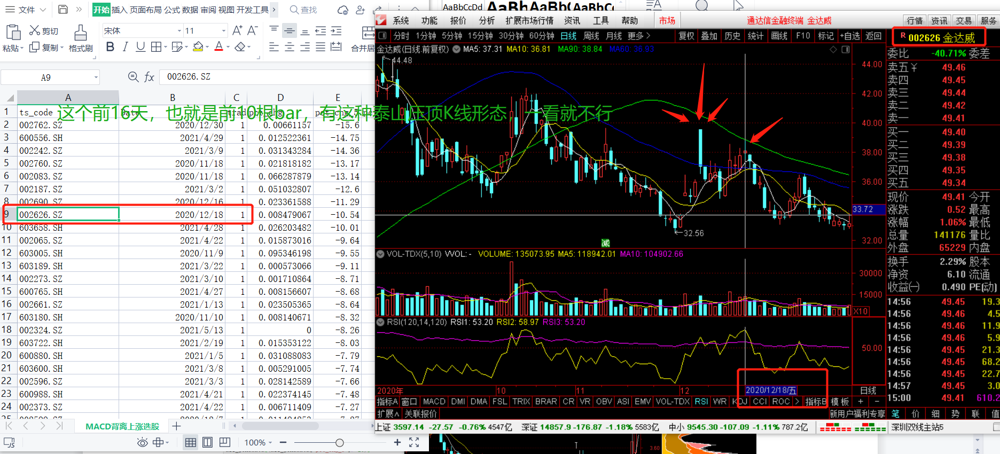 文件
开始 插入 页面布局 公式 数据 审阅 视图 开发工具 查找
AaBbCcDd
粘贴 剪切 复制 格式刷
宋体 11
B I U A
A9 fx 002626.SZ
A B C D E
这个前16天，也就是前10根bar，有这种泰山压顶K线形态，一看就不行
1 ts_code
2 002762.SZ 2020/12/30 1 0.00661157 -15.6
3 600556.SH 2021/4/29 1 0.012522361 -14.75
4 002242.SZ 2021/3/9 1 0.031343284 -14.36
5 002760.SZ 2020/11/18 1 0.021818182 -13.17
6 002083.SZ 2020/11/18 1 0.066287879 -13.14
7 002187.SZ 2021/3/2 1 0.051032807 -12.6
8 002690.SZ 2020/12/16 1 0.023361588 -11.29
9 002626.SZ 2020/12/18 1 0.008479067 -10.54
10 603658.SH 2021/4/28 1 0.026203482 -10.01
11 002065.SZ 2021/4/22 1 0.015873016 -9.64
12 603005.SH 2020/11/9 1 0.095346198 -9.55
13 603189.SH 2021/3/22 1 0.000573066 -9.11
14 002273.SZ 2021/3/10 1 0.001710864 -8.71
15 600765.SH 2021/4/27 1 0.008156607 -8.68
16 002661.SZ 2021/1/13 1 0.023505365 -8.64
17 603180.SH 2020/11/10 1 0.008140671 -8.32
18 002324.SZ 2021/5/13 1 0 -8.26
19 603722.SH 2021/2/19 1 0.015353122 -8.03
20 600880.SH 2021/1/5 1 0.031088083 -7.79
21 603600.SH 2021/3/8 1 0.005291005 -7.74
22 002596.SZ 2021/3/3 1 0.028142589 -7.66
23 600988.SH 2021/4/21 1 0.022374145 -7.48
24 002373.SZ 2021/4/22 1 0.006711409 -7.27
MACD背离上涨选股
100%
系统 功能 报价 分析 扩展市场行情 资讯 工具 帮助 市场 通达信金融终端 金达威 行情 资讯 交易 服务
分时 1分钟 5分钟 15分钟 30分钟 60分钟 日线 周线 月线 更多 复权 叠加 历史 统计 画线 F10 标记 +自选 返回
R 002626 金达威
金达威(日线.前复权) MA5: 37.31 MA10: 36.81 MA90: 38.84 MA60: 36.93
44.48
44.00
42.00
40.00
38.00
36.00
33.72
32.56
32.00
减
VOL-TDX(5,10) VVOL: - VOLUME: 135073.95 MA5: 118942.01 MA10: 104902.66
30000
15000
X10
RSI(120,14,120) RSI1: 53.20 RSI2: 58.97 RSI3: 53.20
50.00
2020年 10 11 12 2020/12/18/五 日线
指标A 窗口 MACD DMI DMA FSL TRIX BRAR CR VR OBV ASI EMV VOL-TDX RSI WR KDJ CCI ROC 指标B 模板 + -
扩展 关联报价 新用户福利专享
委比 -40.71% 委差
卖五 49.46
卖四 49.45
卖三 49.44
卖二 49.42
卖一 49.41
买一 49.40
买二 49.39
买三 49.38
买四 49.35
买五 49.34
现价 49.41 今开
涨跌 0.52 最高
涨幅 1.06% 最低
总量 141176 量比
外盘 65229 内盘
换手 2.29% 股本
净资 6.10 流通
收益㈠ 0.490 PE(动)
14:56 49.45 19.3
14:56 49.46 4.5
14:56 49.46 11.9
14:56 49.46 5.9
14:56 49.45 21.3
14:56 49.45 68.2
14:56 49.45 22.7
14:57 49.45 3.0
15:00 49.41 610.2
笔 价 细 势 联 值
上证 3597.14 -27.57 -0.76% 4547亿 深证 14857.9 -176.87 -1.18% 5583亿 中小 9545.30 -107.09 -1.11% 787.2亿 深圳双线主站5
3.60